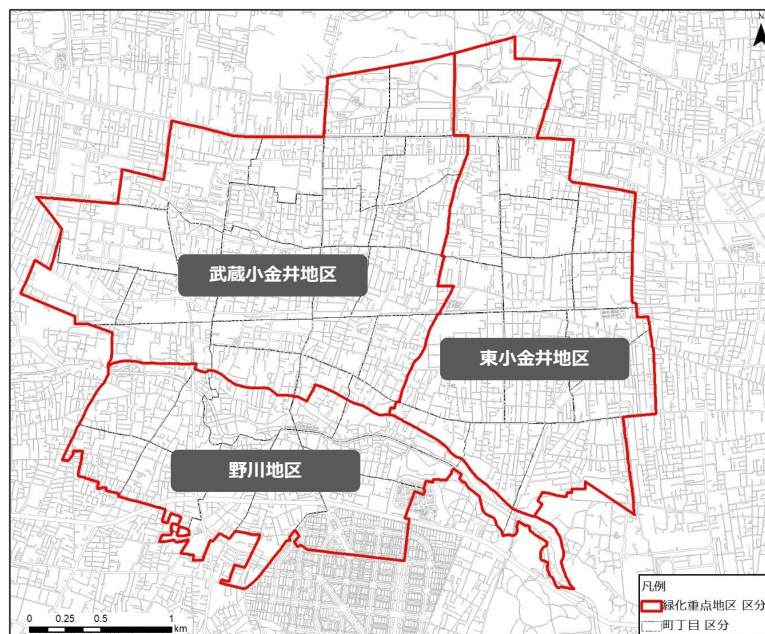 N
武蔵小金井地区
東小金井地区
野川地区
凡例
緑化重点地区 区分
町丁目 区分
0 0.25 0.5 1
km